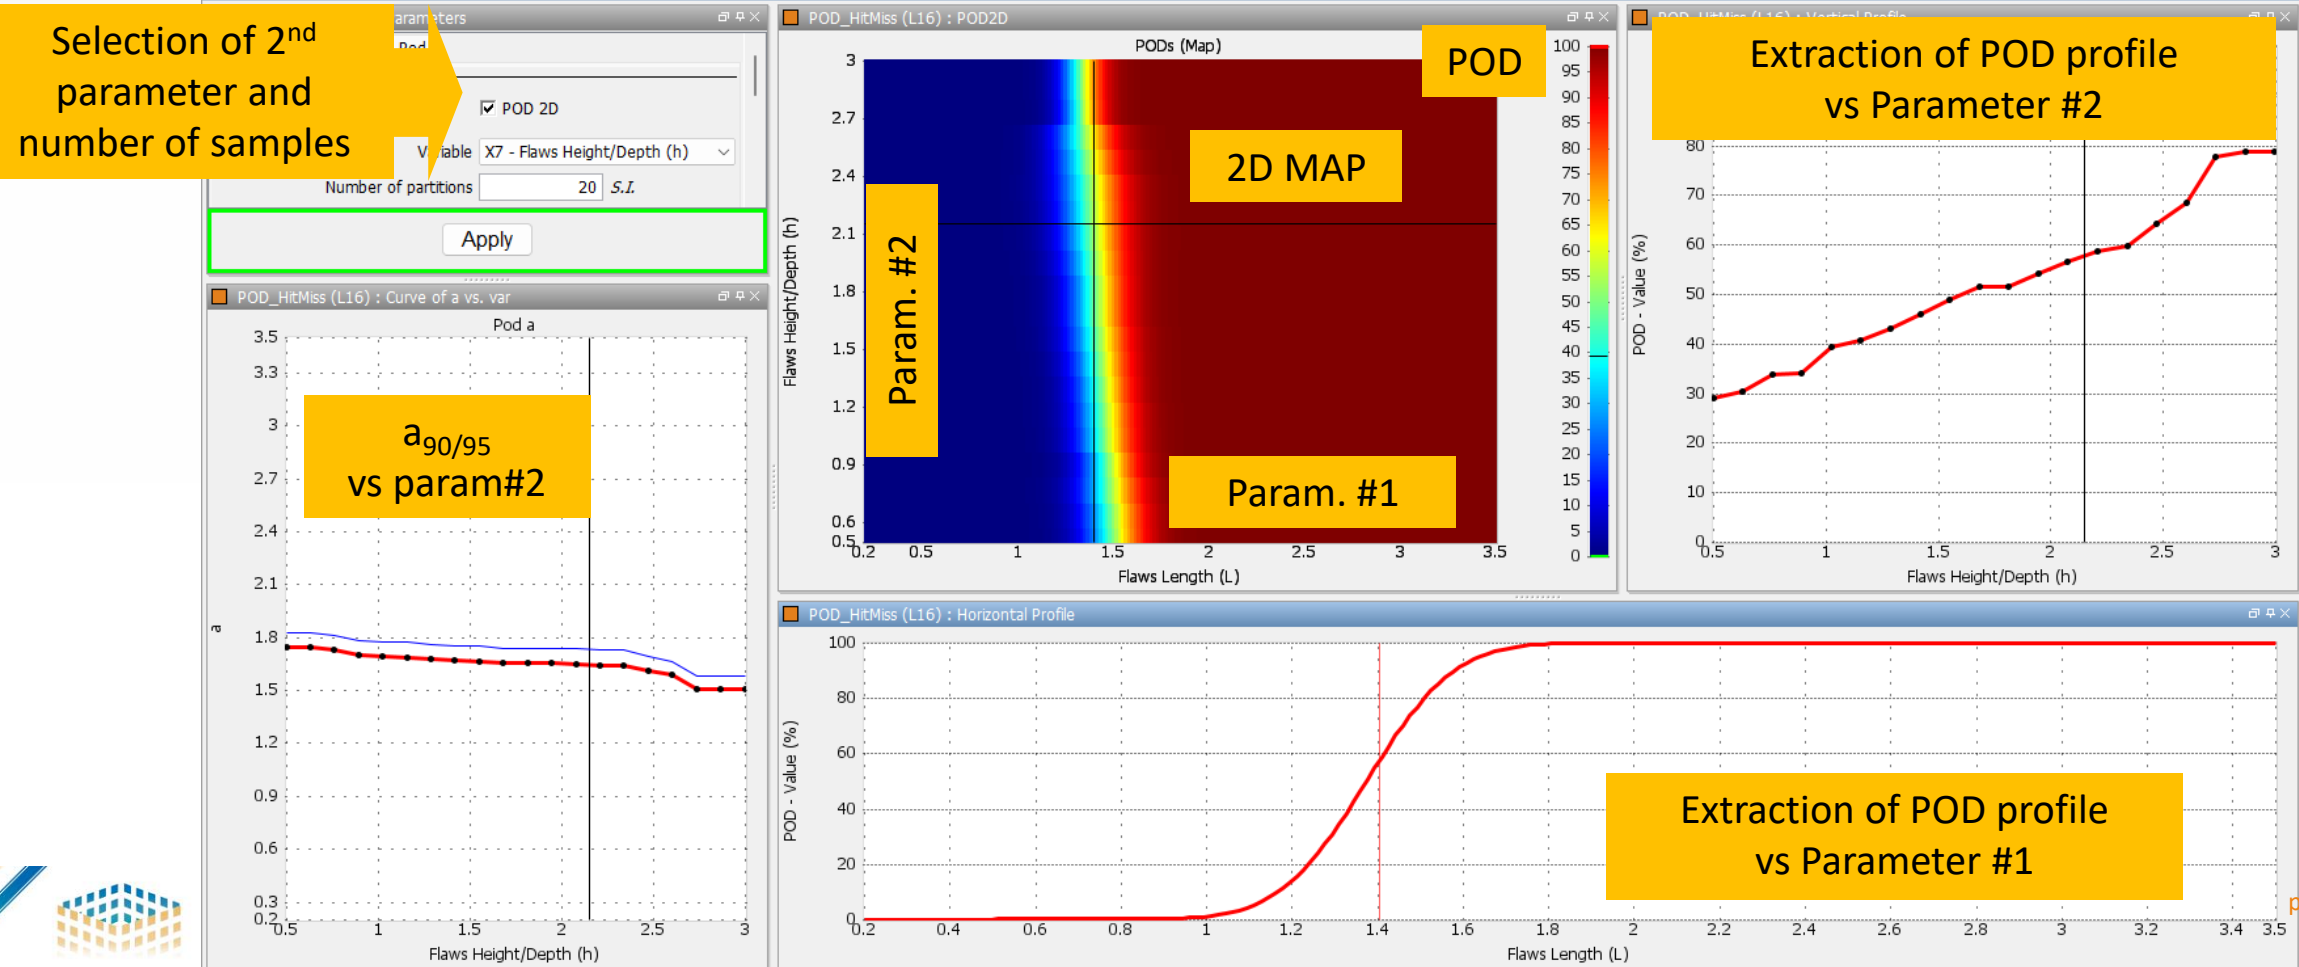 Selection of 2nd
parameter and
number of samples
arameters
POD 2D
Variable X7 - Flaws Height/Depth (h)
Number of partitions 20 S.I.
Apply
POD_HitMiss (L16) : Curve of a vs. var
Pod a
3.5
3.3
3
2.7
2.4
2.1
1.8
1.5
1.2
0.9
0.6
0.3
0.2
a
a90/95
vs param#2
0.5 1 1.5 2 2.5 3
Flaws Height/Depth (h)
POD_HitMiss (L16) : POD2D
PODs (Map)
POD
2D MAP
Param. #2
Param. #1
3
2.7
2.4
2.1
1.8
1.5
1.2
0.9
0.6
0.5
Flaws Height/Depth (h)
0.2 0.5 1 1.5 2 2.5 3 3.5
Flaws Length (L)
100
95
90
85
80
75
70
65
60
55
50
45
40
35
30
25
20
15
10
5
0
POD_HitMiss (L16) : Vertical Profile
Extraction of POD profile
vs Parameter #2
80
70
60
50
40
30
20
10
0
POD - Value (%)
0.5 1 1.5 2 2.5 3
Flaws Height/Depth (h)
POD_HitMiss (L16) : Horizontal Profile
100
80
60
40
20
0
POD - Value (%)
Extraction of POD profile
vs Parameter #1
0.2 0.4 0.6 0.8 1 1.2 1.4 1.6 1.8 2 2.2 2.4 2.6 2.8 3 3.2 3.4 3.5
Flaws Length (L)
p